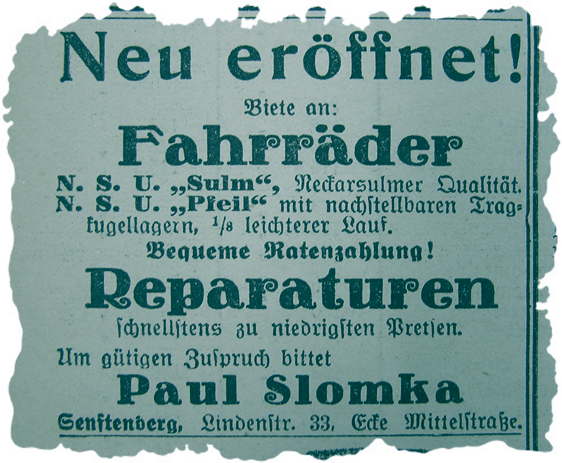 Neu eröffnet!
Biete an:
Fahrräder
N. S. U. „Sulm“, Neckarsulmer Qualität.
N. S. U. „Pfeil“ mit nachstellbaren Trag-
kugellagern, 1/8 leichterer Lauf.
Bequeme Ratenzahlung!
Reparaturen
schnellstens zu niedrigsten Preisen.
Um gütigen Zuspruch bittet
Paul Slomka
Senftenberg, Lindenstr. 33, Ecke Mittelstraße.